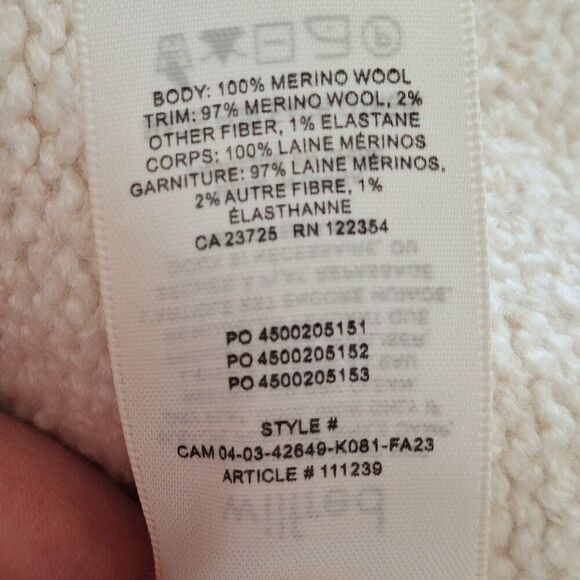 BODY: 100% MERINO WOOL
TRIM: 97% MERINO WOOL, 2%
OTHER FIBER, 1% ELASTANE
CORPS: 100% LAINE MÉRINOS
GARNITURE: 97% LAINE MÉRINOS,
2% AUTRE FIBRE, 1%
ÉLASTHANNE
CA 23725 RN 122354
PO 4500205151
PO 4500205152
PO 4500205153
STYLE #
CAM 04-03-42649-K081-FA23
ARTICLE # 111239
wilfred